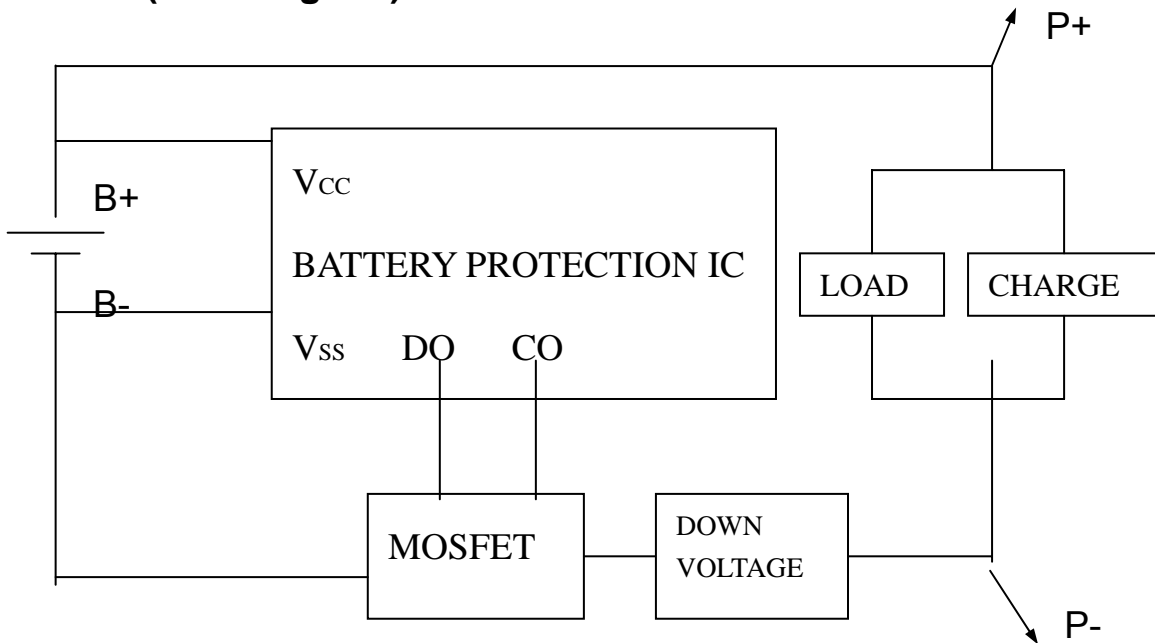 P+
VCC
B+
BATTERY PROTECTION IC
LOAD
CHARGE
B-
VSS DO CO
MOSFET
DOWN
VOLTAGE
P-